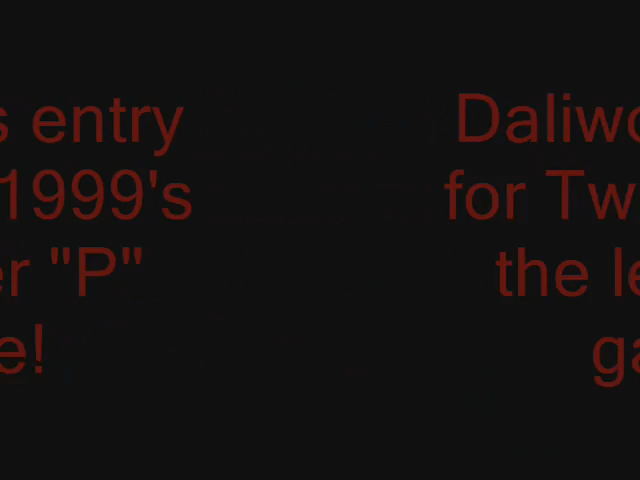 s entry
1999's
er "P"
e!
Daliwo
for Tw
the le
ga